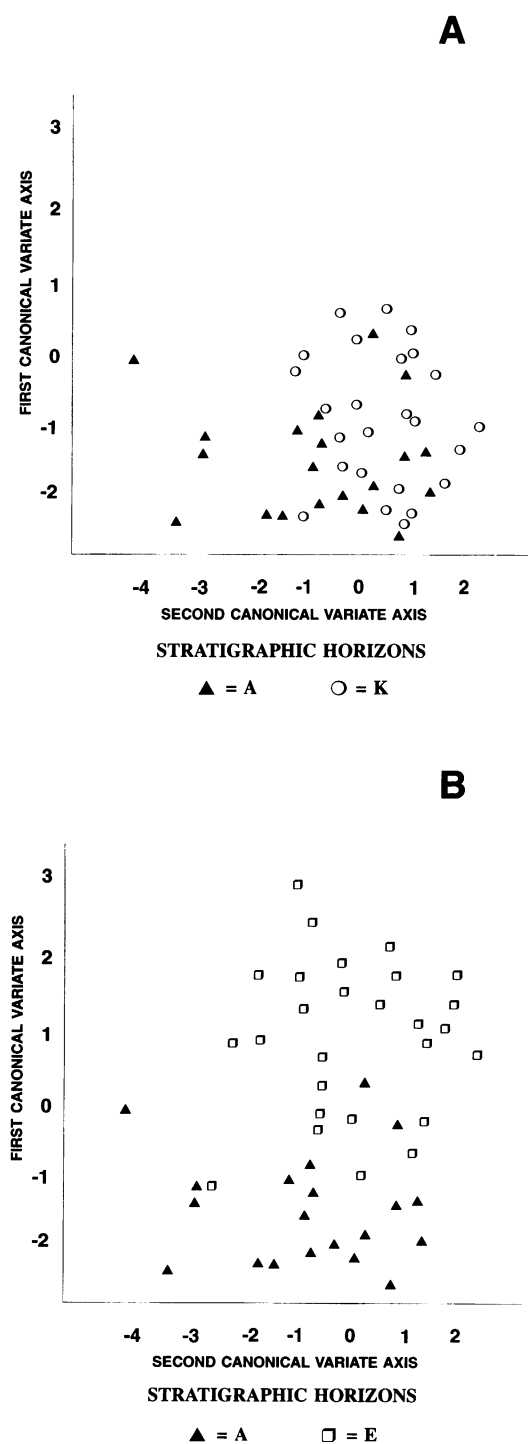 A
3
2
1
0
-1
-2
FIRST CANONICAL VARIATE AXIS
-4 -3 -2 -1 0 1 2
SECOND CANONICAL VARIATE AXIS
STRATIGRAPHIC HORIZONS
▲ = A ○ = K
B
3
2
1
0
-1
-2
FIRST CANONICAL VARIATE AXIS
-4 -3 -2 -1 0 1 2
SECOND CANONICAL VARIATE AXIS
STRATIGRAPHIC HORIZONS
▲ = A □ = E